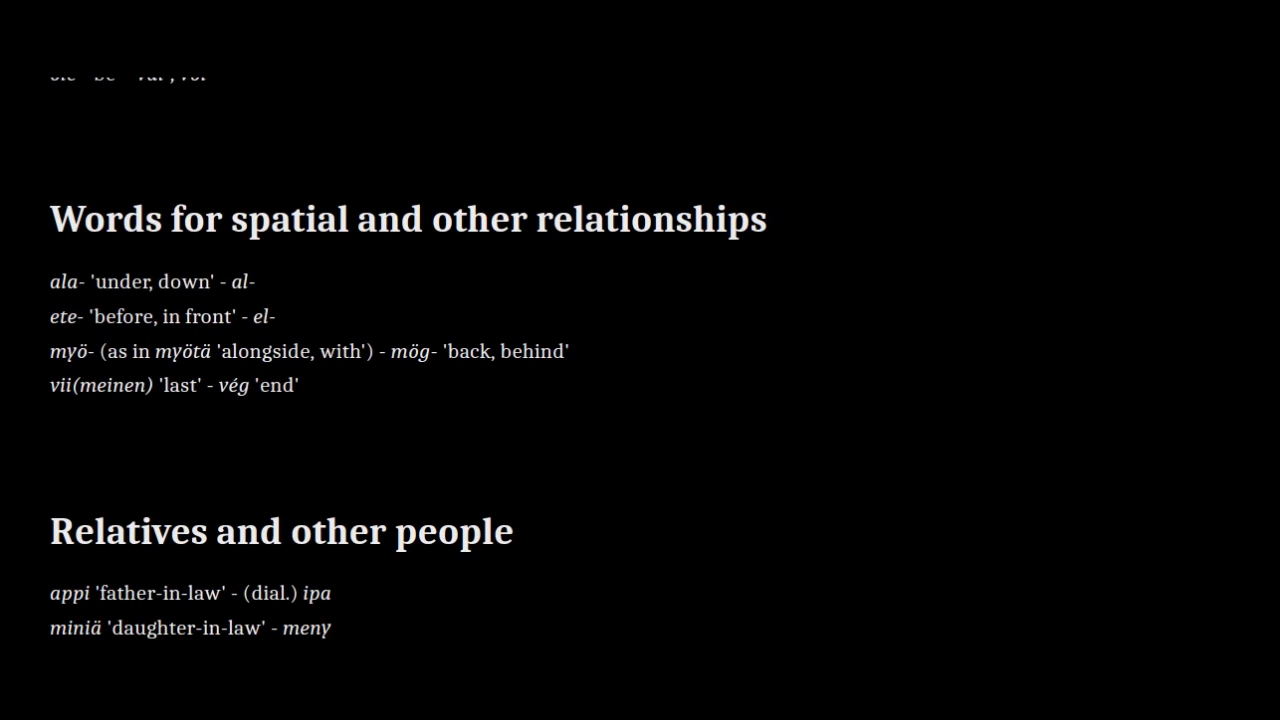 Words for spatial and other relationships
ala- 'under, down' - al-
ete- 'before, in front' - el-
myö- (as in myötä 'alongside, with') - mög- 'back, behind'
vii(meinen) 'last' - vég 'end'
Relatives and other people
appi 'father-in-law' - (dial.) ipa
miniä 'daughter-in-law' - meny